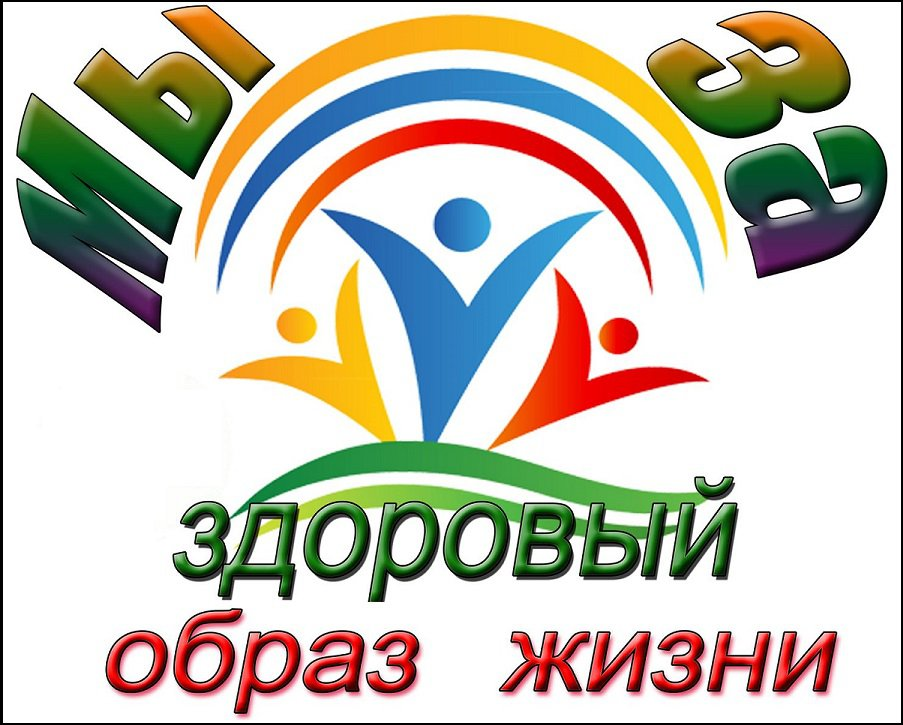 Мы За
здоровый
образ жизни